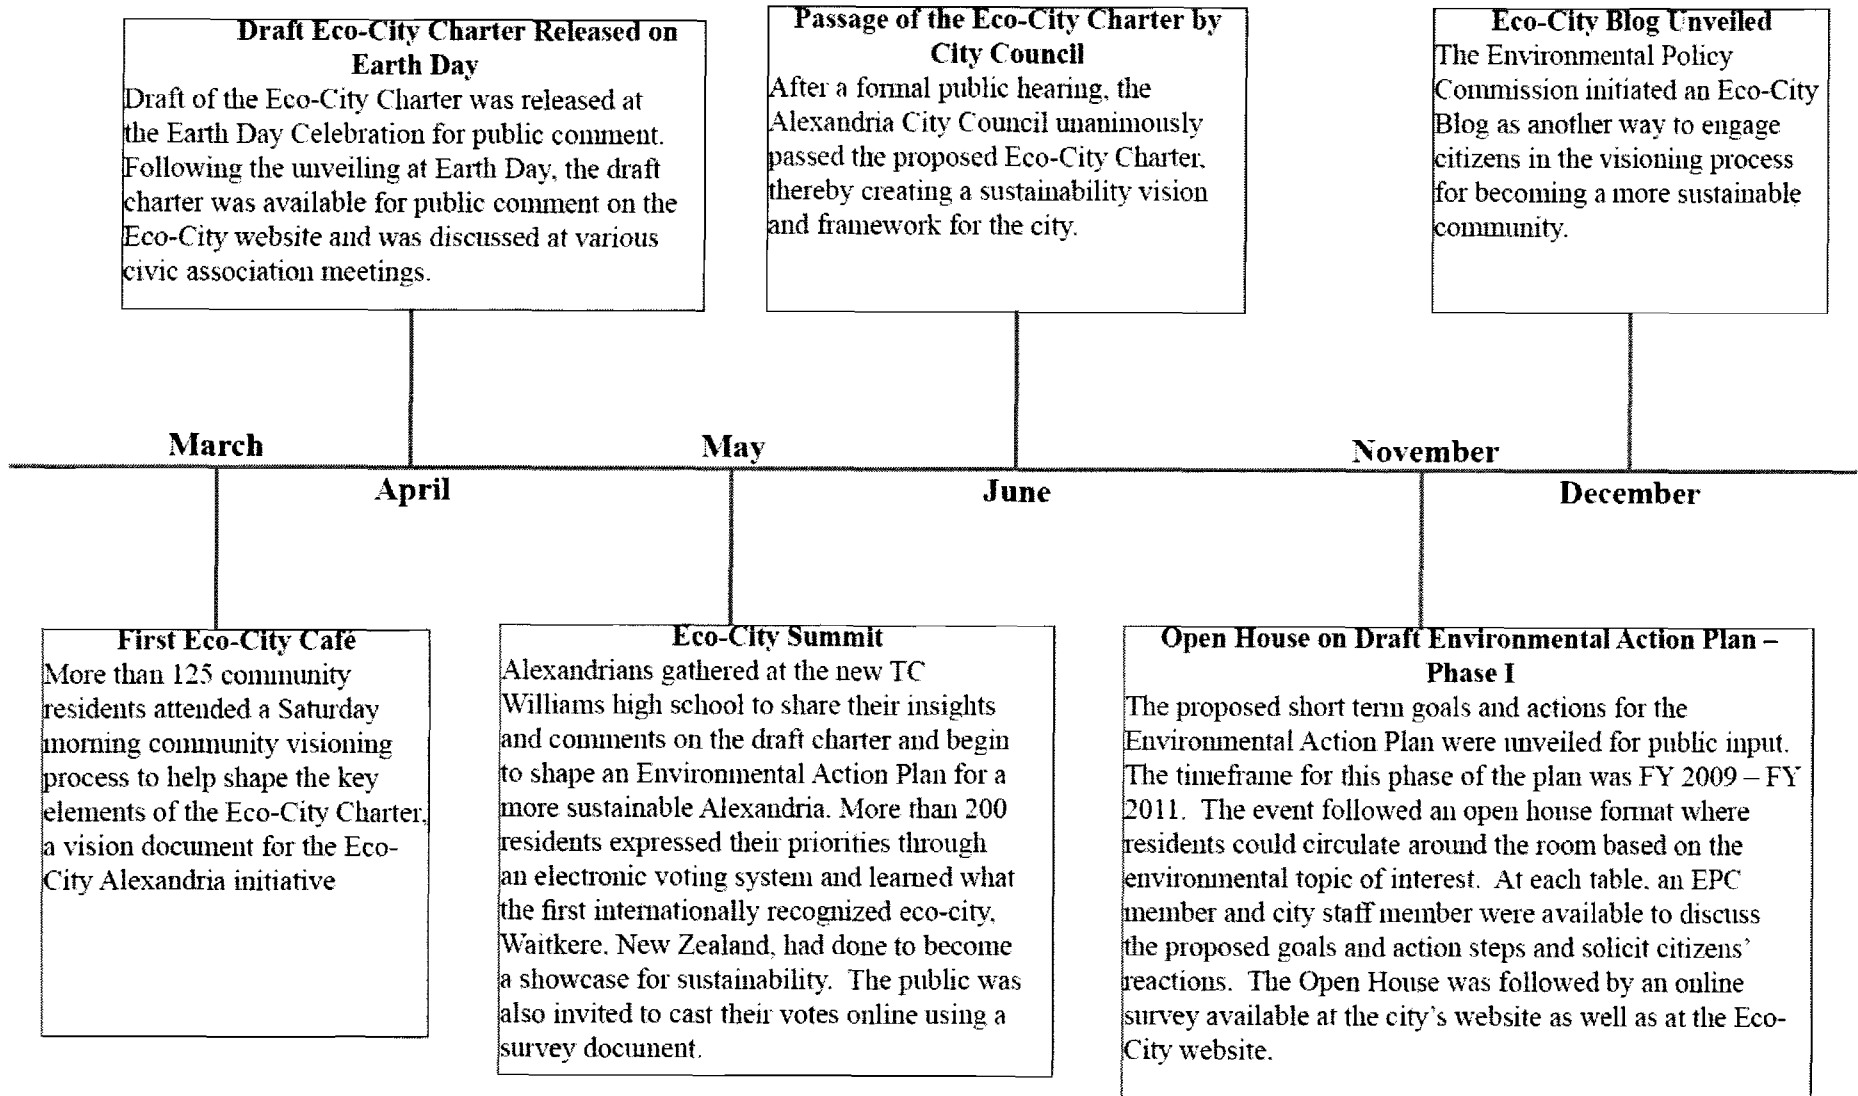 Draft Eco-City Charter Released on
Earth Day
Draft of the Eco-City Charter was released at
the Earth Day Celebration for public comment.
Following the unveiling at Earth Day, the draft
charter was available for public comment on the
Eco-City website and was discussed at various
civic association meetings.
Passage of the Eco-City Charter by
City Council
After a formal public hearing, the
Alexandria City Council unanimously
passed the proposed Eco-City Charter,
thereby creating a sustainability vision
and framework for the city.
Eco-City Blog Unveiled
The Environmental Policy
Commission initiated an Eco-City
Blog as another way to engage
citizens in the visioning process
for becoming a more sustainable
community.
March
May
November
April
June
December
First Eco-City Café
More than 125 community
residents attended a Saturday
morning community visioning
process to help shape the key
elements of the Eco-City Charter,
a vision document for the Eco-
City Alexandria initiative
Eco-City Summit
Alexandrians gathered at the new TC
Williams high school to share their insights
and comments on the draft charter and begin
to shape an Environmental Action Plan for a
more sustainable Alexandria. More than 200
residents expressed their priorities through
an electronic voting system and learned what
the first internationally recognized eco-city,
Waitkere, New Zealand, had done to become
a showcase for sustainability.  The public was
also invited to cast their votes online using a
survey document.
Open House on Draft Environmental Action Plan –
Phase I
The proposed short term goals and actions for the
Environmental Action Plan were unveiled for public input.
The timeframe for this phase of the plan was FY 2009 – FY
2011.  The event followed an open house format where
residents could circulate around the room based on the
environmental topic of interest.  At each table, an EPC
member and city staff member were available to discuss
the proposed goals and action steps and solicit citizens'
reactions.  The Open House was followed by an online
survey available at the city's website as well as at the Eco-
City website.